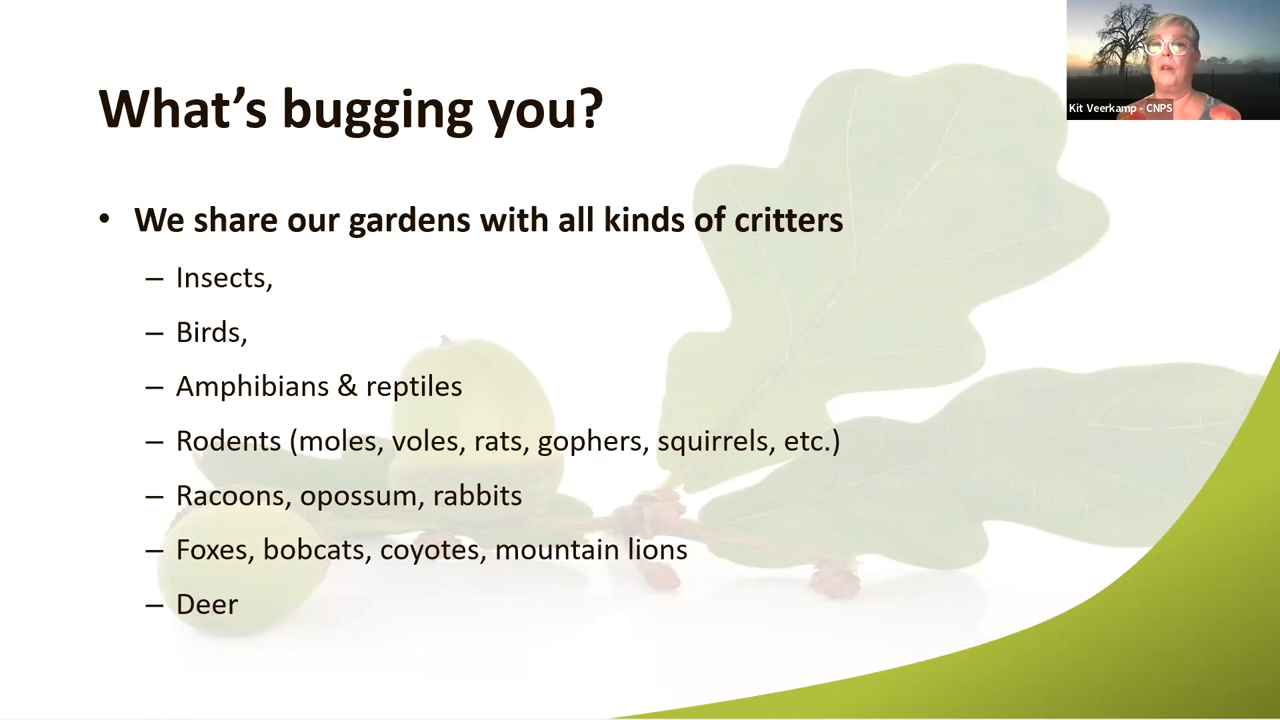 What's bugging you?
Kit Veerkamp - CNPS
• We share our gardens with all kinds of critters
– Insects,
– Birds,
– Amphibians & reptiles
– Rodents (moles, voles, rats, gophers, squirrels, etc.)
– Racoons, opossum, rabbits
– Foxes, bobcats, coyotes, mountain lions
– Deer